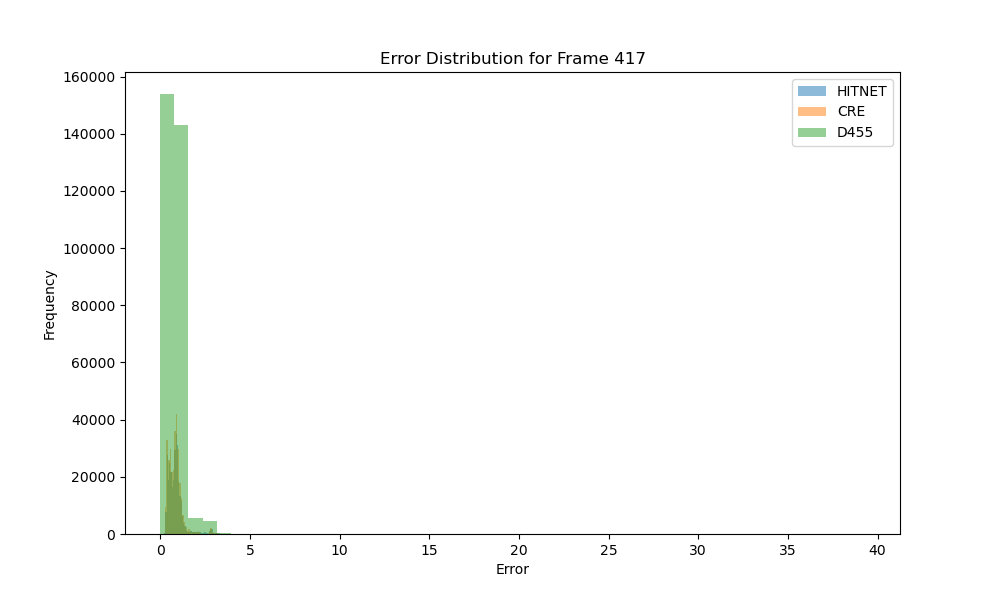 Error Distribution for Frame 417
160000
140000
120000
100000
80000
60000
40000
20000
0
Frequency
HITNET
CRE
D455
0 5 10 15 20 25 30 35 40
Error